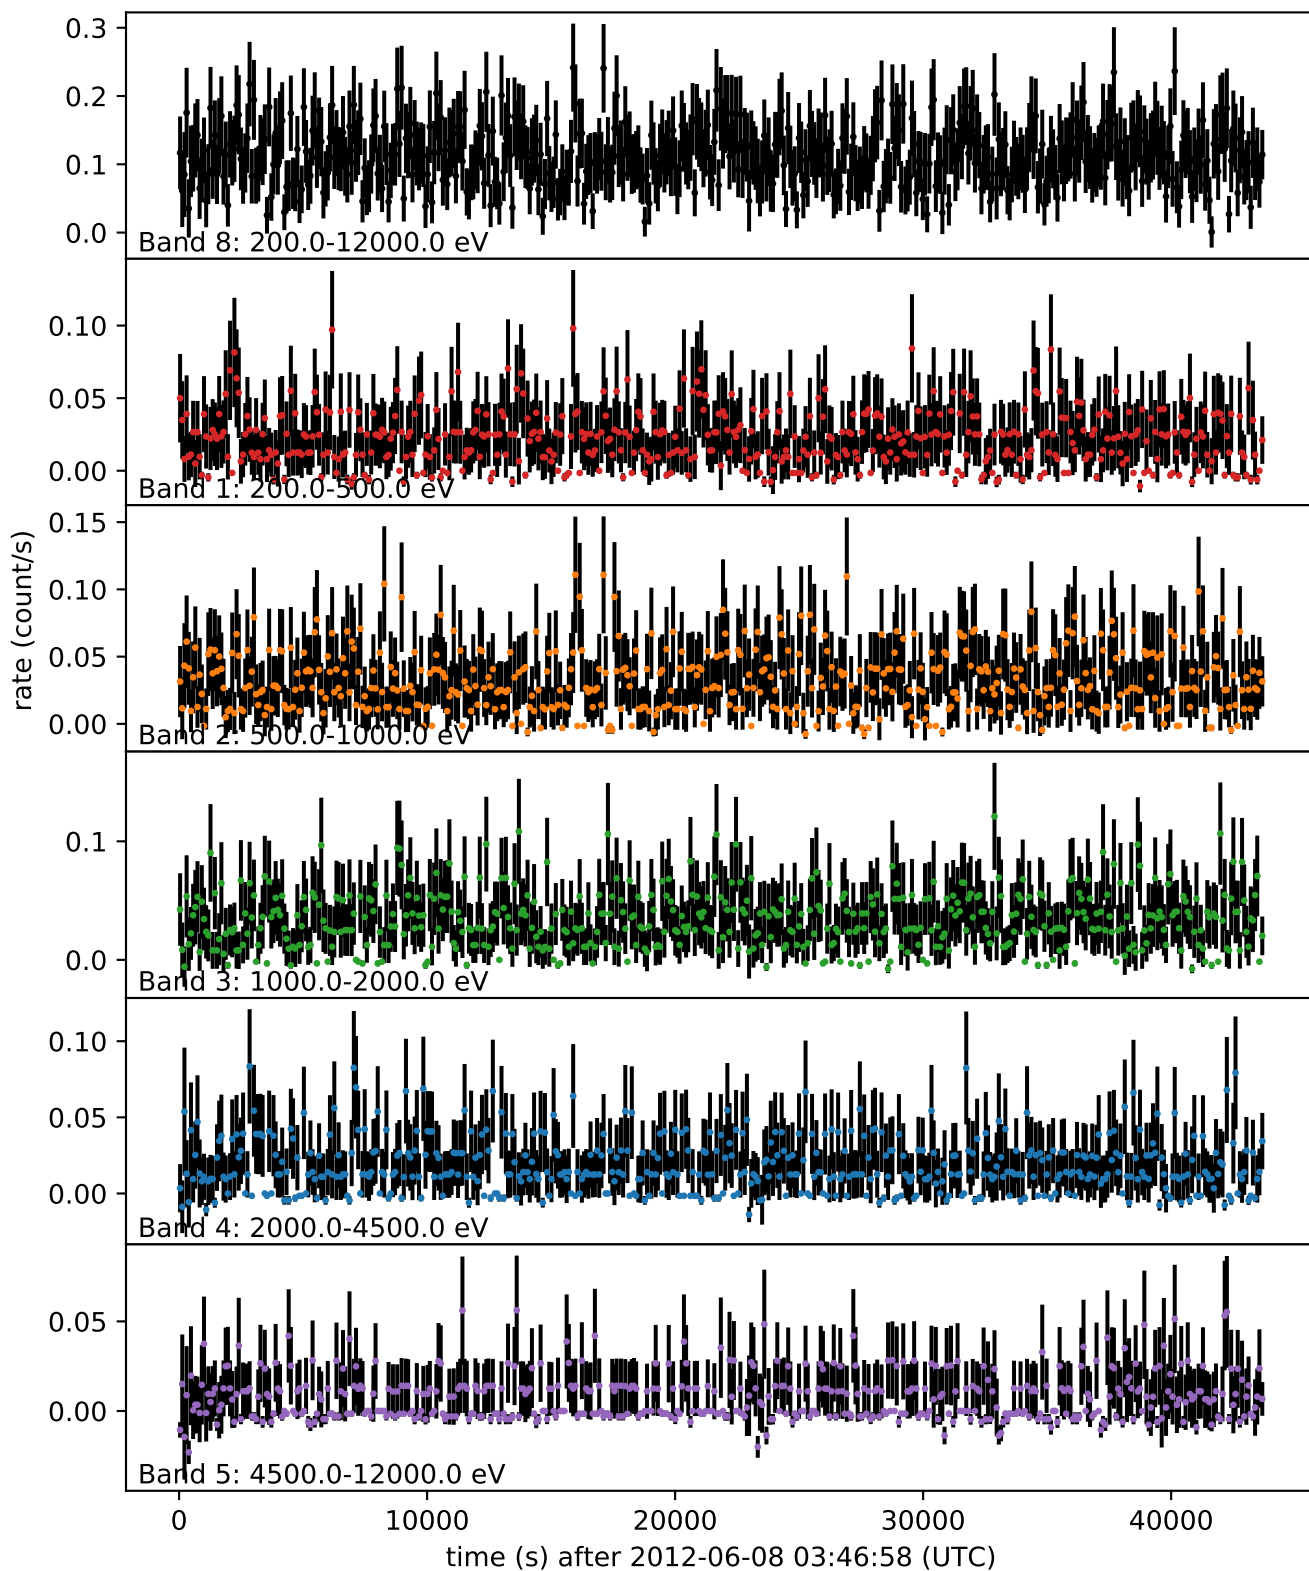 0.3
0.2
0.1
0.0
Band 8: 200.0-12000.0 eV
0.10
0.05
0.00
Band 1: 200.0-500.0 eV
0.15
0.10
0.05
0.00
Band 2: 500.0-1000.0 eV
rate (count/s)
0.1
0.0
Band 3: 1000.0-2000.0 eV
0.10
0.05
0.00
Band 4: 2000.0-4500.0 eV
0.05
0.00
Band 5: 4500.0-12000.0 eV
0 10000 20000 30000 40000
time (s) after 2012-06-08 03:46:58 (UTC)